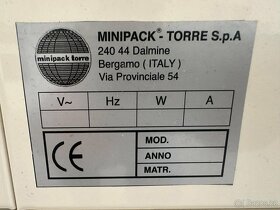 minipack torre
MINIPACK - TORRE S.p.A
240 44 Dalmine
Bergamo ( ITALY )
Via Provinciale 54
V~ Hz W A
CE
MOD.
ANNO
MATR.